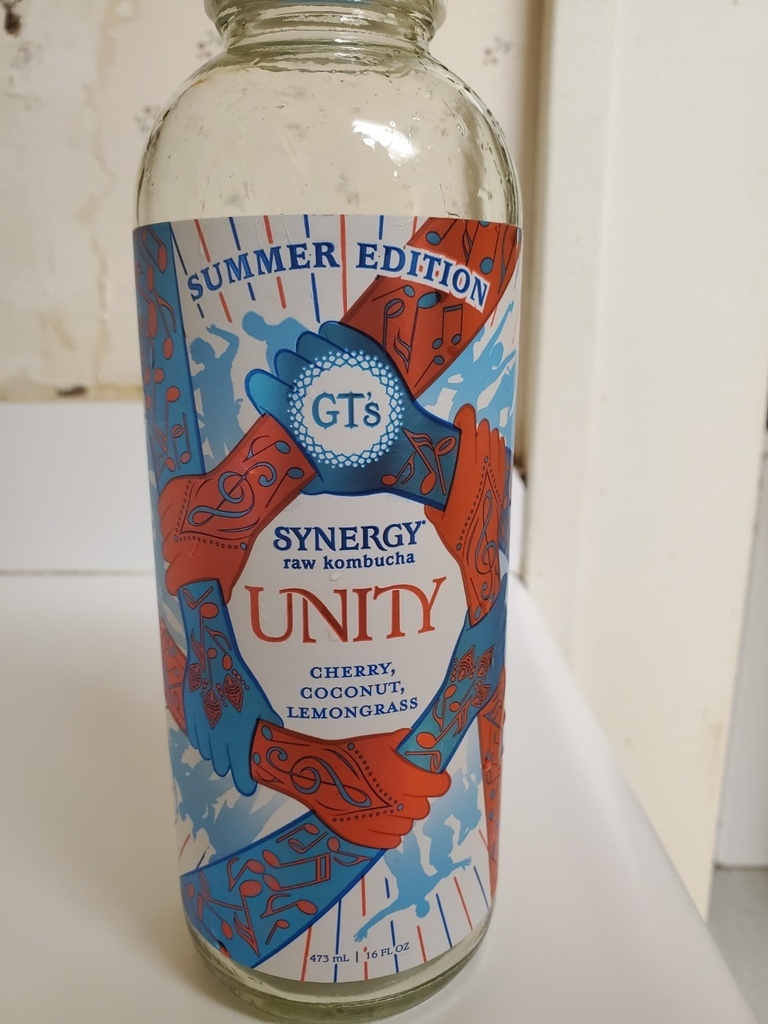 SUMMER EDITION
GT's
SYNERGY®
raw kombucha
UNITY
CHERRY,
COCONUT,
LEMONGRASS
473 mL | 16 FL OZ